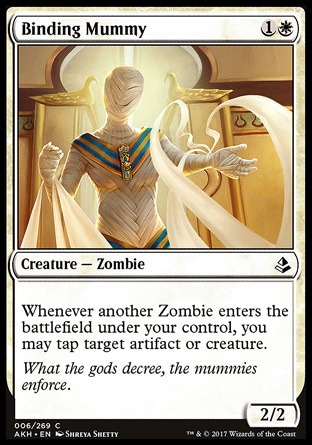 Binding Mummy 1
Creature — Zombie
Whenever another Zombie enters the
battlefield under your control, you
may tap target artifact or creature.
What the gods decree, the mummies
enforce.
2/2
006/269 C
AKH • EN Shreya Shetty ™ & © 2017 Wizards of the Coast